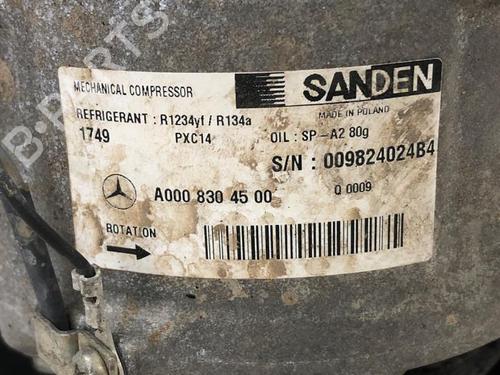 B-PARTS
MECHANICAL COMPRESSOR
SANDEN
REFRIGERANT : R1234yf / R134a
MADE IN POLAND
1749 PXC14 OIL : SP-A2 80g
S/N : 009824024B4
A000 830 45 00
Q 0009
ROTATION